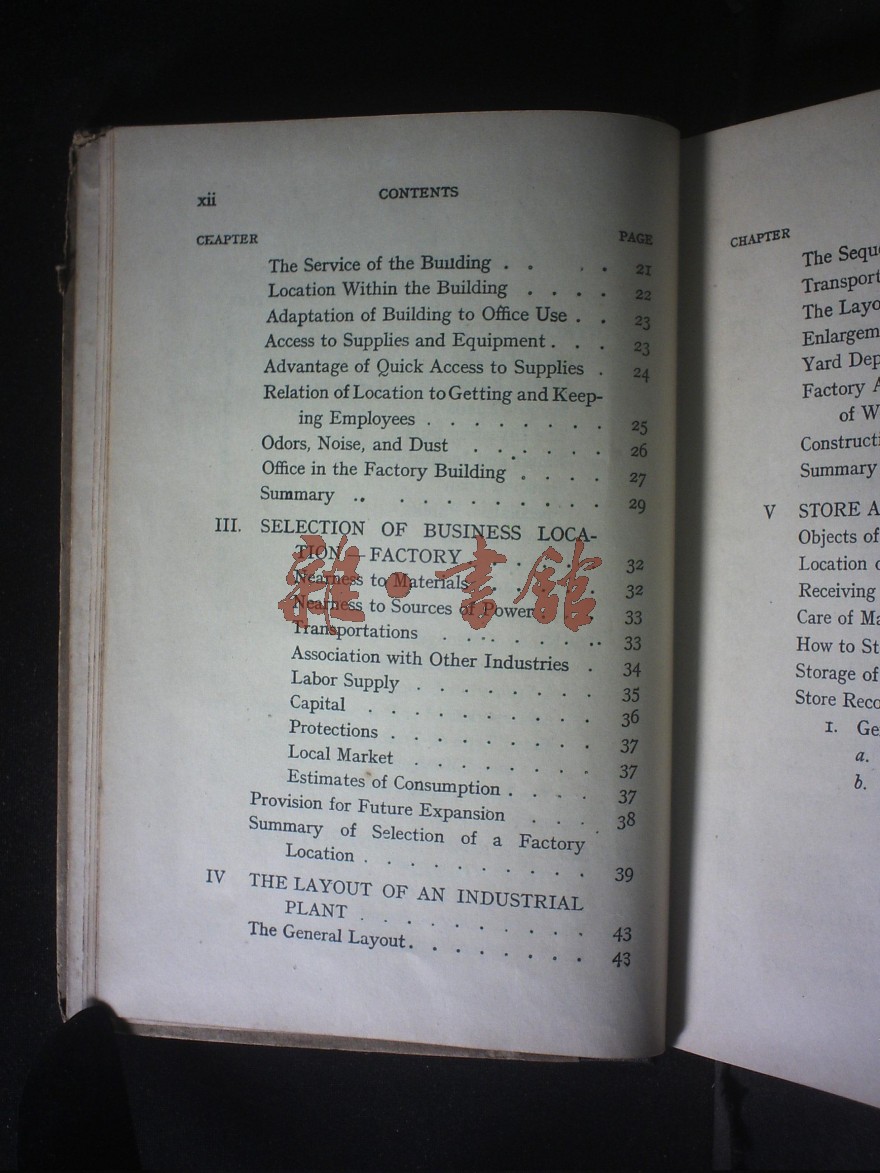 xii CONTENTS
CHAPTER PAGE
The Service of the Building . . . . 21
Location Within the Building . . . . 22
Adaptation of Building to Office Use . . 23
Access to Supplies and Equipment . . . 23
Advantage of Quick Access to Supplies . 24
Relation of Location to Getting and Keep-
ing Employees . . . . . . . . 25
Odors, Noise, and Dust . . . . . . 26
Office in the Factory Building . . . . 27
Summary .. . . . . . . . . 29
III. SELECTION OF BUSINESS LOCA-
TION — FACTORY . . . . . 32
Nearness to Materials . . . . . 32
Nearness to Sources of Power . . . 33
Transportations . . . . . . . 33
Association with Other Industries . 34
Labor Supply . . . . . . . . 35
Capital . . . . . . . . . . 36
Protections . . . . . . . . . 37
Local Market . . . . . . . . 37
Estimates of Consumption . . . . 37
Provision for Future Expansion . . . . 38
Summary of Selection of a Factory
Location . . . . . . . . . . 39
IV THE LAYOUT OF AN INDUSTRIAL
PLANT . . . . . . . . . 43
The General Layout . . . . . . . 43
雜·書館
CHAPTER
The Sequ
Transport
The Layo
Enlargem
Yard Dep
Factory A
of W
Constructi
Summary
V STORE A
Objects of
Location o
Receiving
Care of Ma
How to St
Storage of
Store Reco
1. Ge
a.
b.